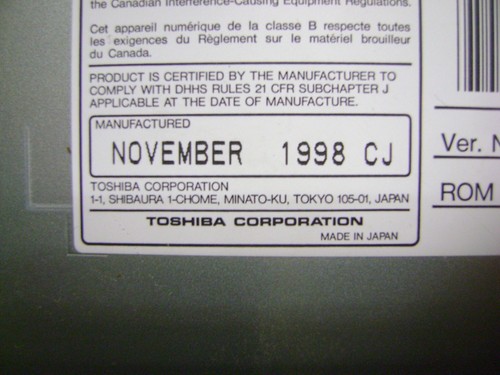 the Canadian Interference-Causing Equipment Regulations.
Cet appareil numérique de la classe B respecte toutes
les exigences du Règlement sur le matériel brouilleur
du Canada.
PRODUCT IS CERTIFIED BY THE MANUFACTURER TO
COMPLY WITH DHHS RULES 21 CFR SUBCHAPTER J
APPLICABLE AT THE DATE OF MANUFACTURE.
MANUFACTURED
NOVEMBER 1998 CJ
TOSHIBA CORPORATION
1-1, SHIBAURA 1-CHOME, MINATO-KU, TOKYO 105-01, JAPAN
TOSHIBA CORPORATION
MADE IN JAPAN
Ver. N
ROM